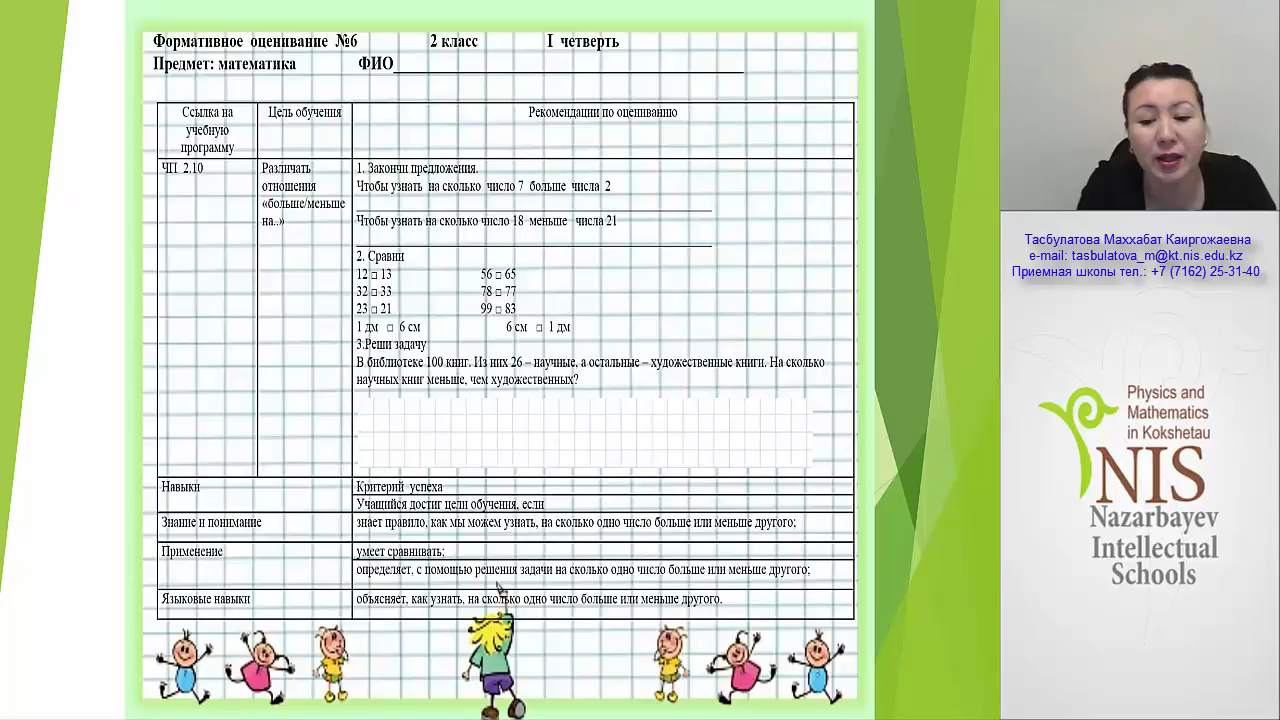 Формативное оценивание №6 2 класс I четверть
Предмет: математика ФИО
Ссылка на учебную программу
Цель обучения
Рекомендации по оцениванию
ЧП 2.10
Различать
отношения
«больше/меньше
на..»
1. Закончи предложения.
Чтобы узнать на сколько число 7 больше числа 2
Чтобы узнать на сколько число 18 меньше числа 21
2. Сравни
12 □ 13 56 □ 65
32 □ 33 78 □ 77
23 □ 21 99 □ 83
1 дм □ 6 см 6 см □ 1 дм
3.Реши задачу
В библиотеке 100 книг. Из них 26 – научные, а остальные – художественные книги. На сколько
научных книг меньше, чем художественных?
Навыки
Критерий успеха
Учащийся достиг цели обучения, если
Знание и понимание
знает правило, как мы можем узнать, на сколько одно число больше или меньше другого;
Применение
умеет сравнивать;
определяет, с помощью решения задачи на сколько одно число больше или меньше другого;
Языковые навыки
объясняет, как узнать, на сколько одно число больше или меньше другого.
Тасбулатова Маххабат Каиргожаевна
e-mail: tasbulatova_m@kt.nis.edu.kz
Приемная школы тел.: +7 (7162) 25-31-40
Physics and
Mathematics
in Kokshetau
NIS
Nazarbayev
Intellectual
Schools